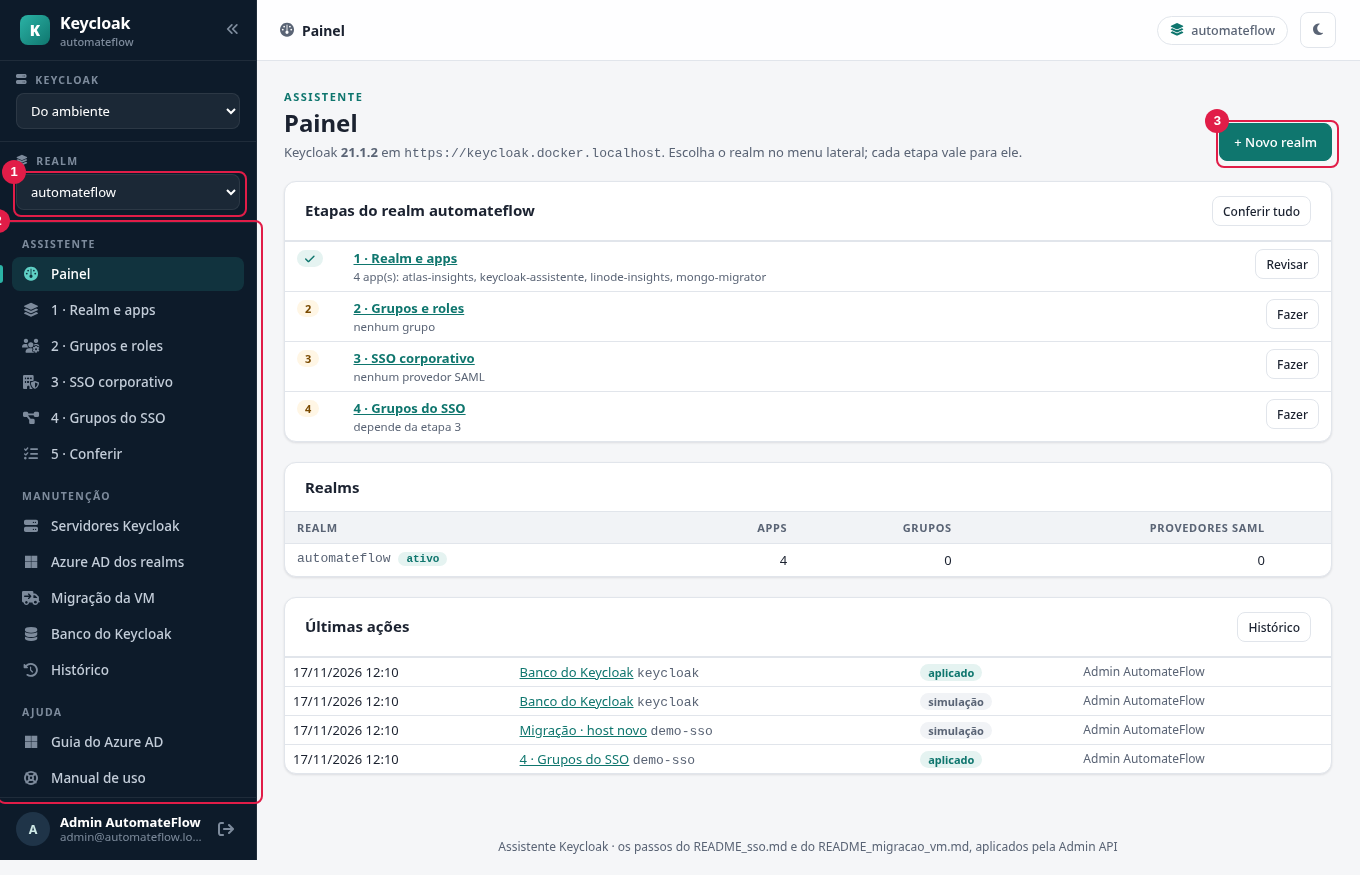 K
Keycloak
automateflow
KEYCLOAK
Do ambiente
REALM
1
automateflow
2
ASSISTENTE
Painel
1 · Realm e apps
2 · Grupos e roles
3 · SSO corporativo
4 · Grupos do SSO
5 · Conferir
MANUTENÇÃO
Servidores Keycloak
Azure AD dos realms
Migração da VM
Banco do Keycloak
Histórico
AJUDA
Guia do Azure AD
Manual de uso
A
Admin AutomateFlow
admin@automateflow.lo...
Painel
automateflow
ASSISTENTE
Painel
Keycloak 21.1.2 em https://keycloak.docker.localhost. Escolha o realm no menu lateral; cada etapa vale para ele.
3
+ Novo realm
Etapas do realm automateflow
Conferir tudo
1 · Realm e apps
4 app(s): atlas-insights, keycloak-assistente, linode-insights, mongo-migrator
Revisar
2
2 · Grupos e roles
nenhum grupo
Fazer
3
3 · SSO corporativo
nenhum provedor SAML
Fazer
4
4 · Grupos do SSO
depende da etapa 3
Fazer
Realms
REALM APPS GRUPOS PROVEDORES SAML
automateflow ativo 4 0 0
Últimas ações
Histórico
17/11/2026 12:10 Banco do Keycloak keycloak aplicado Admin AutomateFlow
17/11/2026 12:10 Banco do Keycloak keycloak simulação Admin AutomateFlow
17/11/2026 12:10 Migração · host novo demo-sso simulação Admin AutomateFlow
17/11/2026 12:10 4 · Grupos do SSO demo-sso aplicado Admin AutomateFlow
Assistente Keycloak · os passos do README_sso.md e do README_migracao_vm.md, aplicados pela Admin API